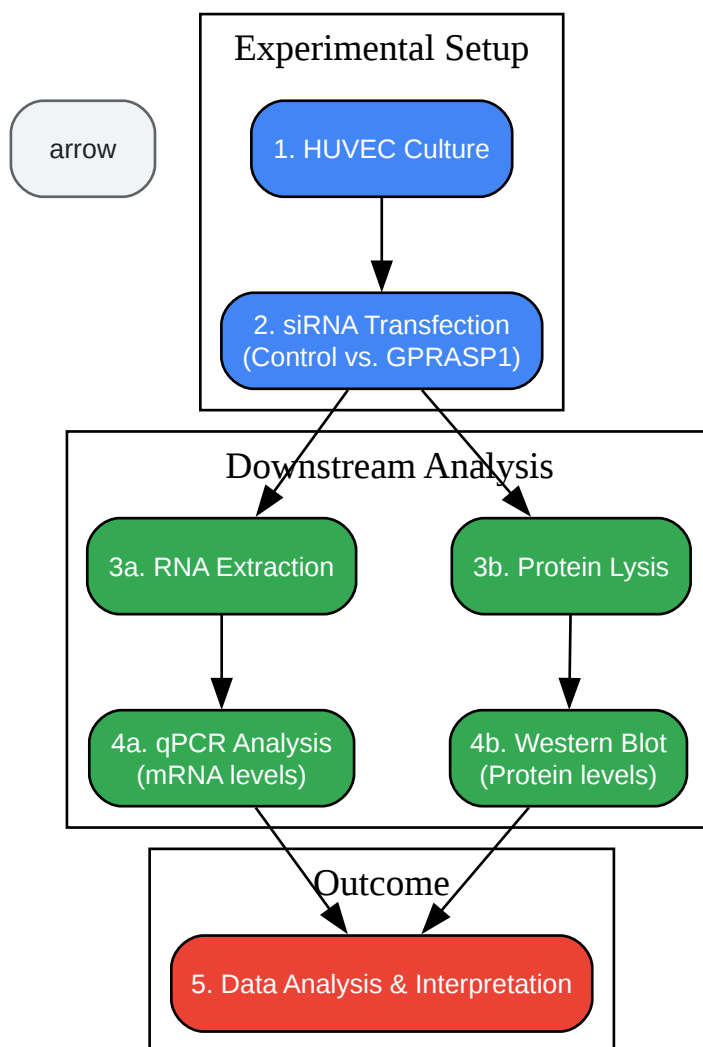 Experimental Setup
arrow
1. HUVEC Culture
2. siRNA Transfection
(Control vs. GPRASP1)
Downstream Analysis
3a. RNA Extraction
3b. Protein Lysis
4a. qPCR Analysis
(mRNA levels)
4b. Western Blot
(Protein levels)
Outcome
5. Data Analysis & Interpretation